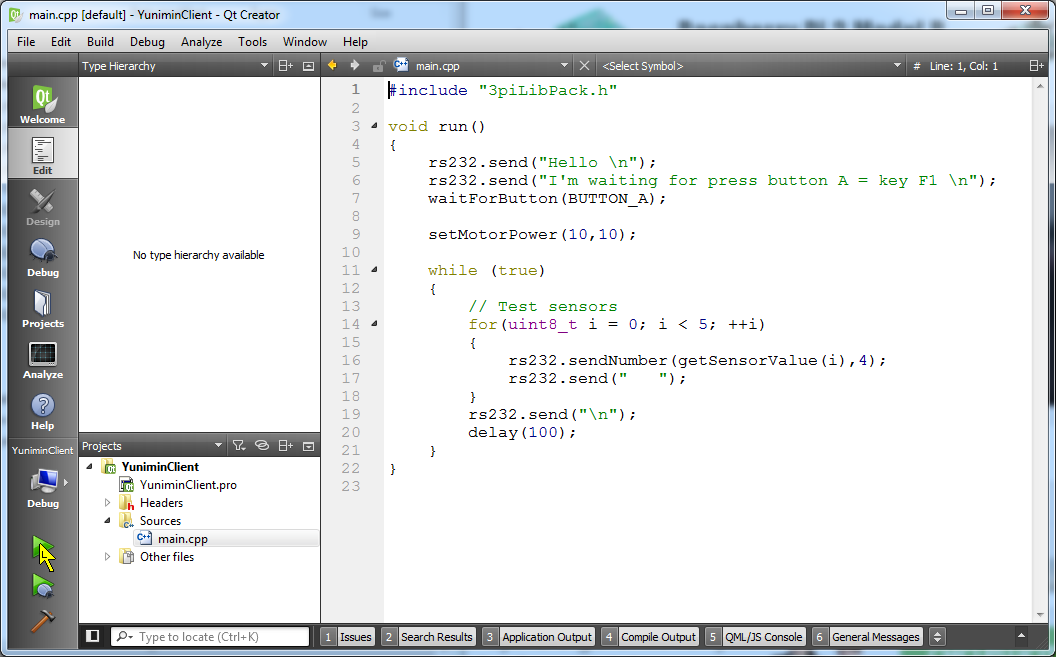 main.cpp [default] - YuniminClient - Qt Creator
File Edit Build Debug Analyze Tools Window Help
Type Hierarchy
main.cpp
<Select Symbol>
# Line: 1, Col: 1
Welcome
Edit
Design
Debug
Projects
Analyze
Help
YuniminClient
Debug
No type hierarchy available
Projects
YuniminClient
YuniminClient.pro
Headers
Sources
main.cpp
Other files
1 #include "3piLibPack.h"
2
3 void run()
4 {
5     rs232.send("Hello \n");
6     rs232.send("I'm waiting for press button A = key F1 \n");
7     waitForButton(BUTTON_A);
8
9     setMotorPower(10,10);
10
11     while (true)
12     {
13         // Test sensors
14         for(uint8_t i = 0; i < 5; ++i)
15         {
16             rs232.sendNumber(getSensorValue(i),4);
17             rs232.send("   ");
18         }
19         rs232.send("\n");
20         delay(100);
21     }
22 }
23
Type to locate (Ctrl+K)
1 Issues 2 Search Results 3 Application Output 4 Compile Output 5 QML/JS Console 6 General Messages